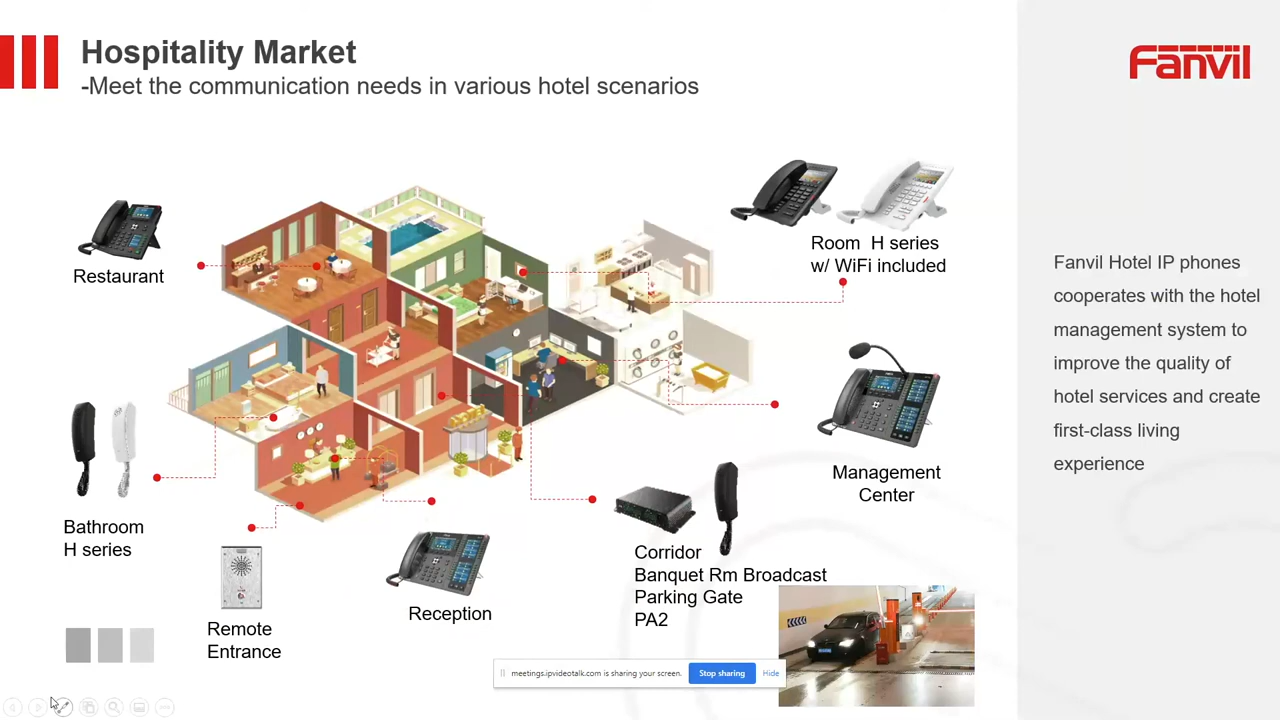 Hospitality Market
-Meet the communication needs in various hotel scenarios
Fanvil
Restaurant
Room H series
w/ WiFi included
Fanvil Hotel IP phones
cooperates with the hotel
management system to
improve the quality of
hotel services and create
first-class living
experience
Management
Center
Bathroom
H series
Corridor
Banquet Rm Broadcast
Parking Gate
PA2
Reception
Remote
Entrance
meetings.ipvideotalk.com is sharing your screen.
Stop sharing
Hide